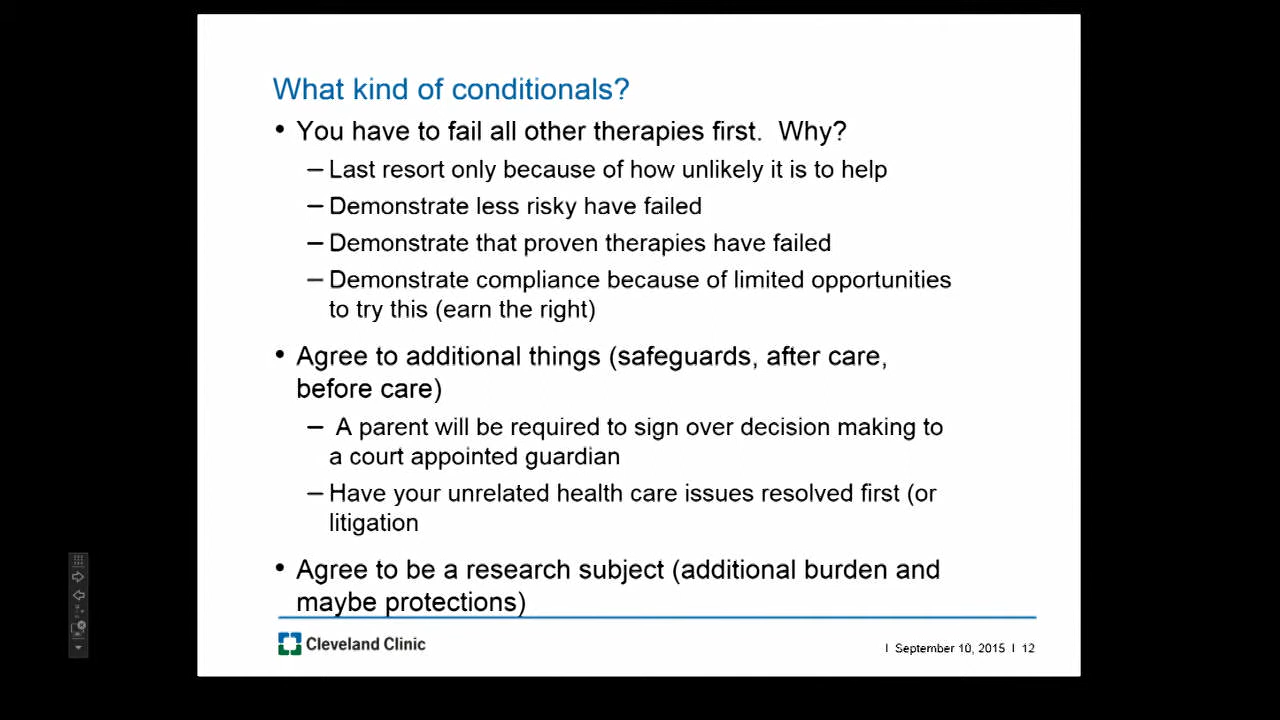 What kind of conditionals?
• You have to fail all other therapies first.  Why?
– Last resort only because of how unlikely it is to help
– Demonstrate less risky have failed
– Demonstrate that proven therapies have failed
– Demonstrate compliance because of limited opportunities
to try this (earn the right)
• Agree to additional things (safeguards, after care,
before care)
– A parent will be required to sign over decision making to
a court appointed guardian
– Have your unrelated health care issues resolved first (or
litigation
• Agree to be a research subject (additional burden and
maybe protections)
Cleveland Clinic
l September 10, 2015 l 12